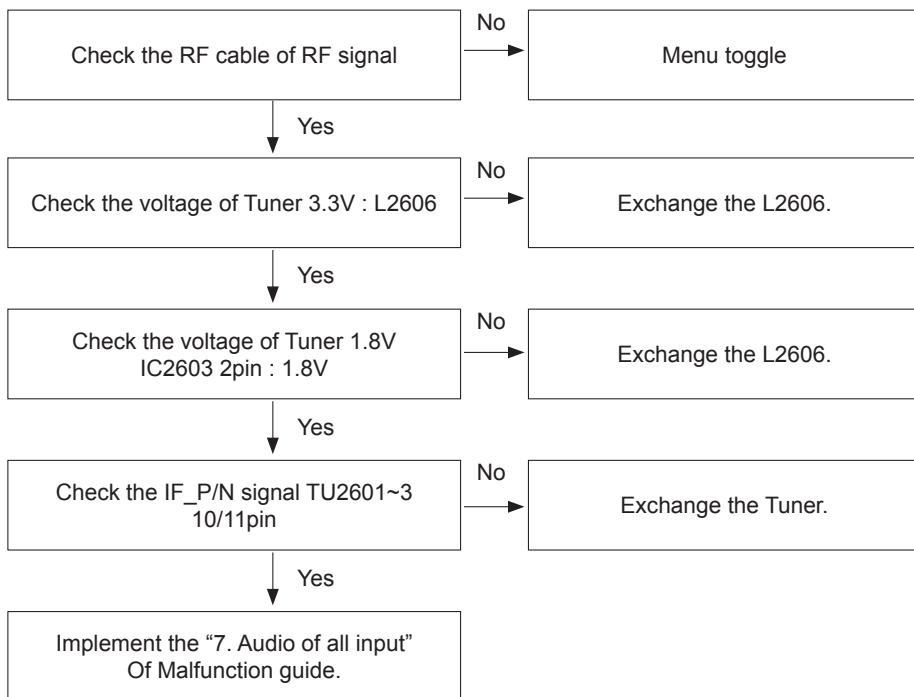 Check the RF cable of RF signal
No
Menu toggle
Yes
Check the voltage of Tuner 3.3V : L2606
No
Exchange the L2606.
Yes
Check the voltage of Tuner 1.8V
IC2603 2pin : 1.8V
No
Exchange the L2606.
Yes
Check the IF_P/N signal TU2601~3
10/11pin
No
Exchange the Tuner.
Yes
Implement the “7. Audio of all input”
Of Malfunction guide.